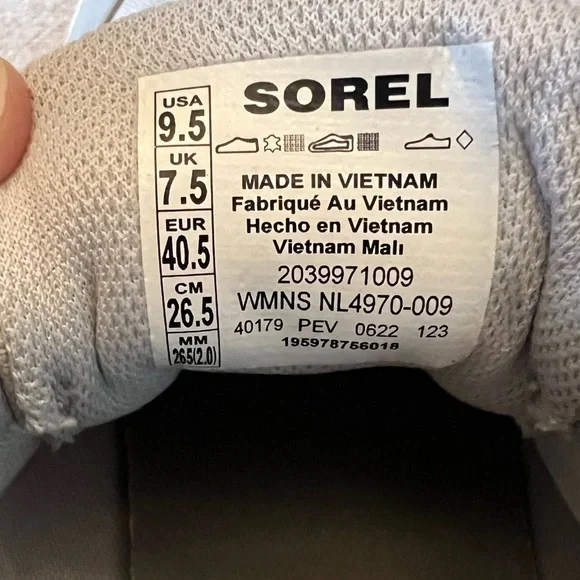 USA
9.5
UK
7.5
EUR
40.5
CM
26.5
MM
265(2.0)
SOREL
MADE IN VIETNAM
Fabriqué Au Vietnam
Hecho en Vietnam
Vietnam Malı
2039971009
WMNS NL4970-009
40179 PEV 0622 123
195978756018